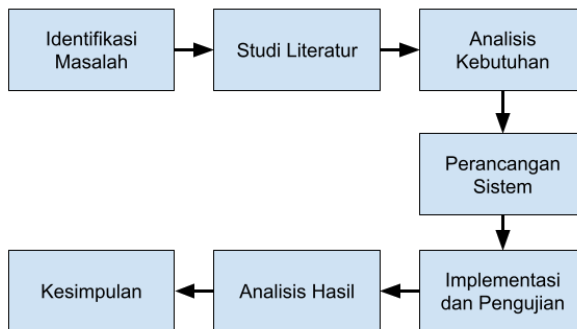 Identifikasi
Masalah
Studi Literatur
Analisis
Kebutuhan
Perancangan
Sistem
Implementasi
dan Pengujian
Analisis Hasil
Kesimpulan